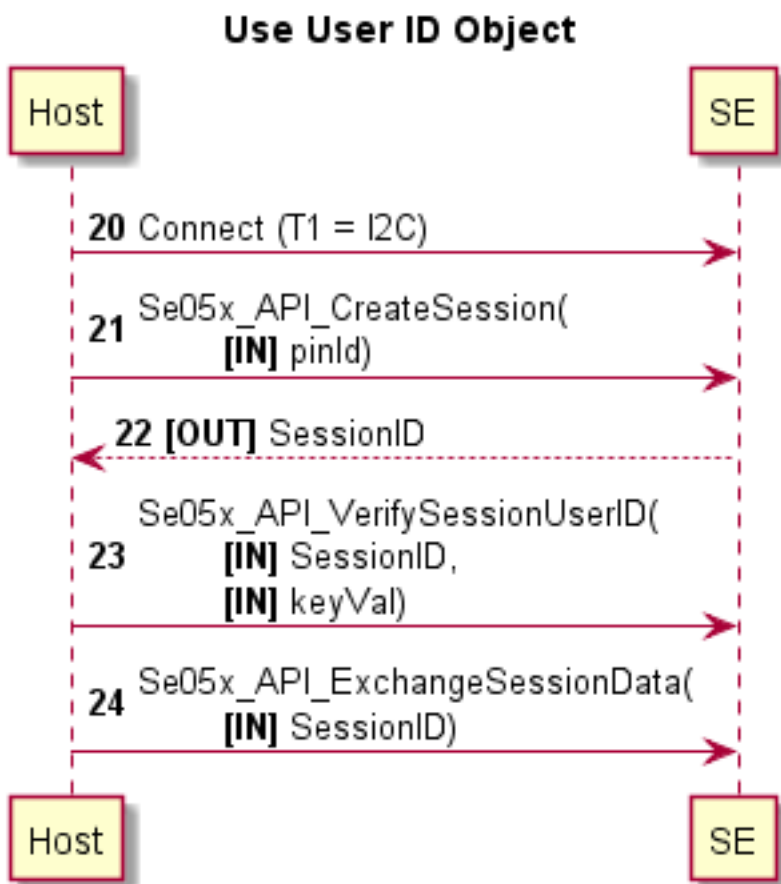 Use User ID Object
Host
SE
20 Connect (T1 = I2C)
21 Se05x_API_CreateSession(
[IN] pinId)
22 [OUT] SessionID
23 Se05x_API_VerifySessionUserID(
[IN] SessionID,
[IN] keyVal)
24 Se05x_API_ExchangeSessionData(
[IN] SessionID)
Host
SE